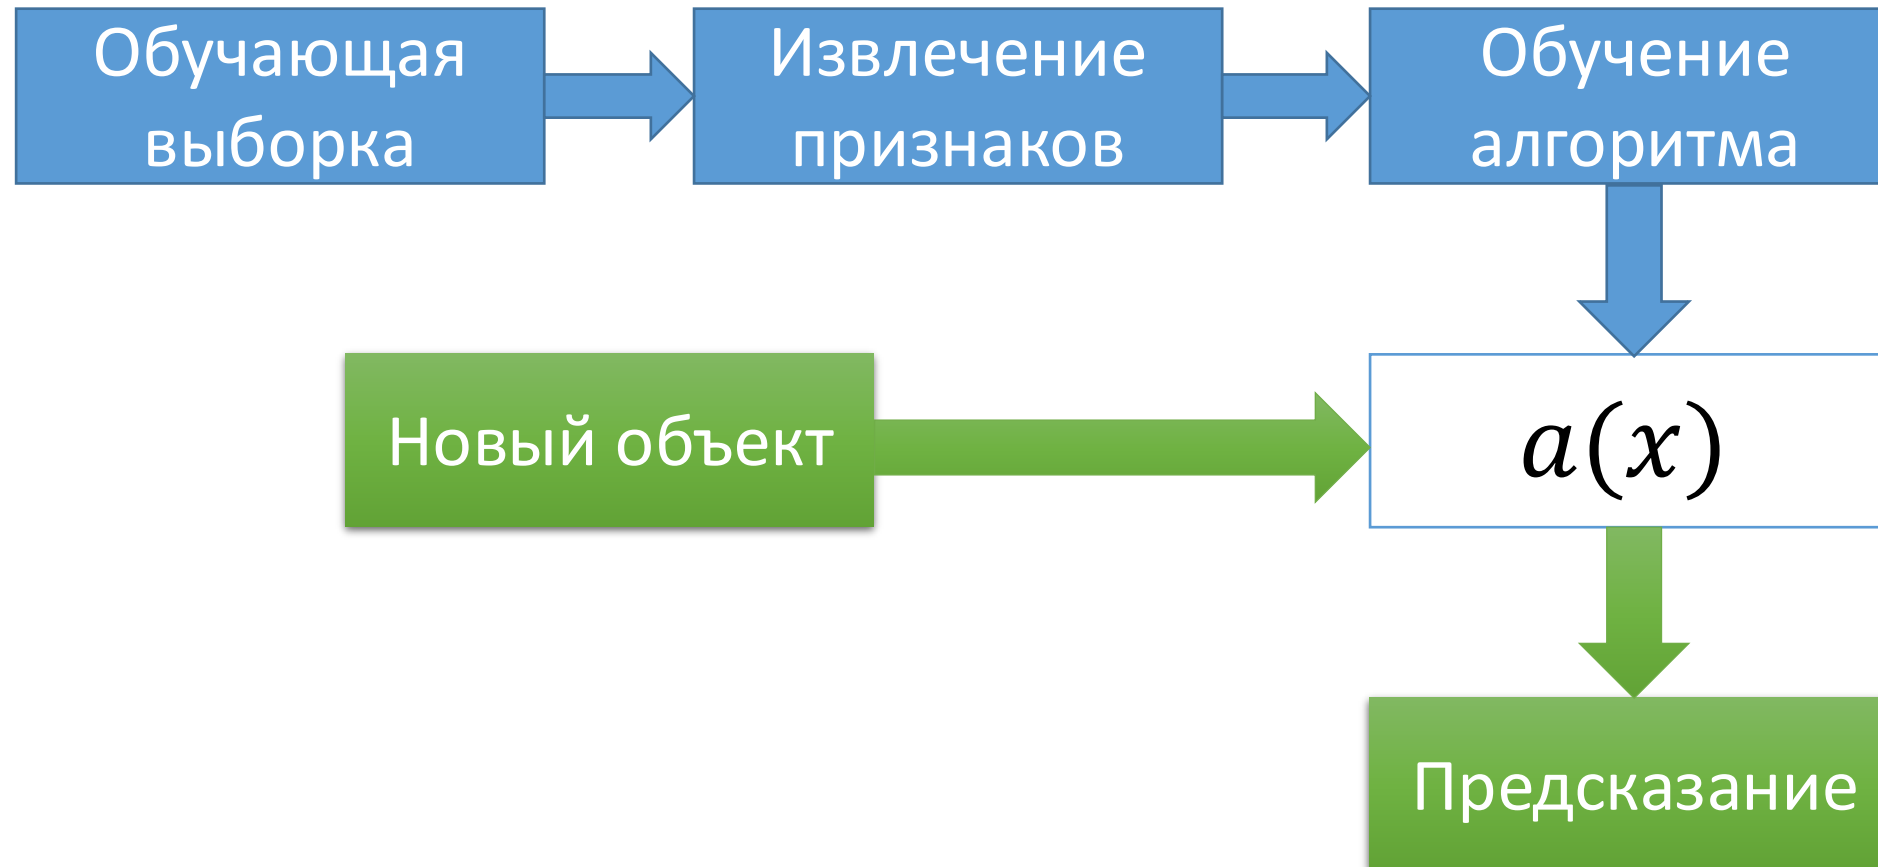 Обучающая
выборка
Извлечение
признаков
Обучение
алгоритма
Новый объект
a(x)
Предсказание